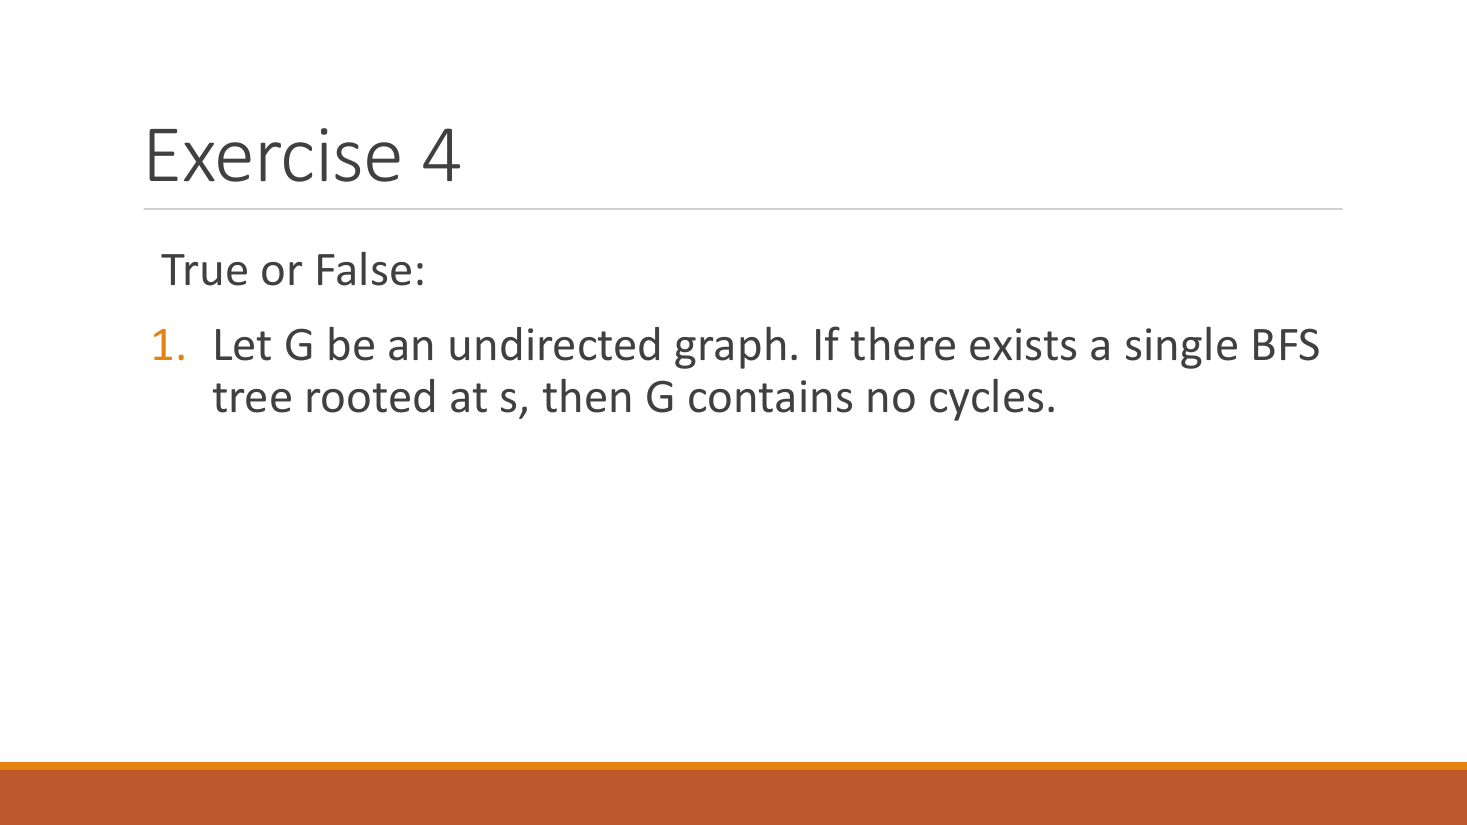 Exercise 4
True or False:
1. Let G be an undirected graph. If there exists a single BFS
tree rooted at s, then G contains no cycles.